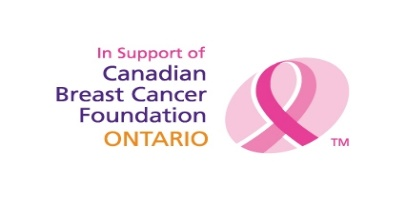 In Support of
Canadian
Breast Cancer
Foundation
ONTARIO
TM